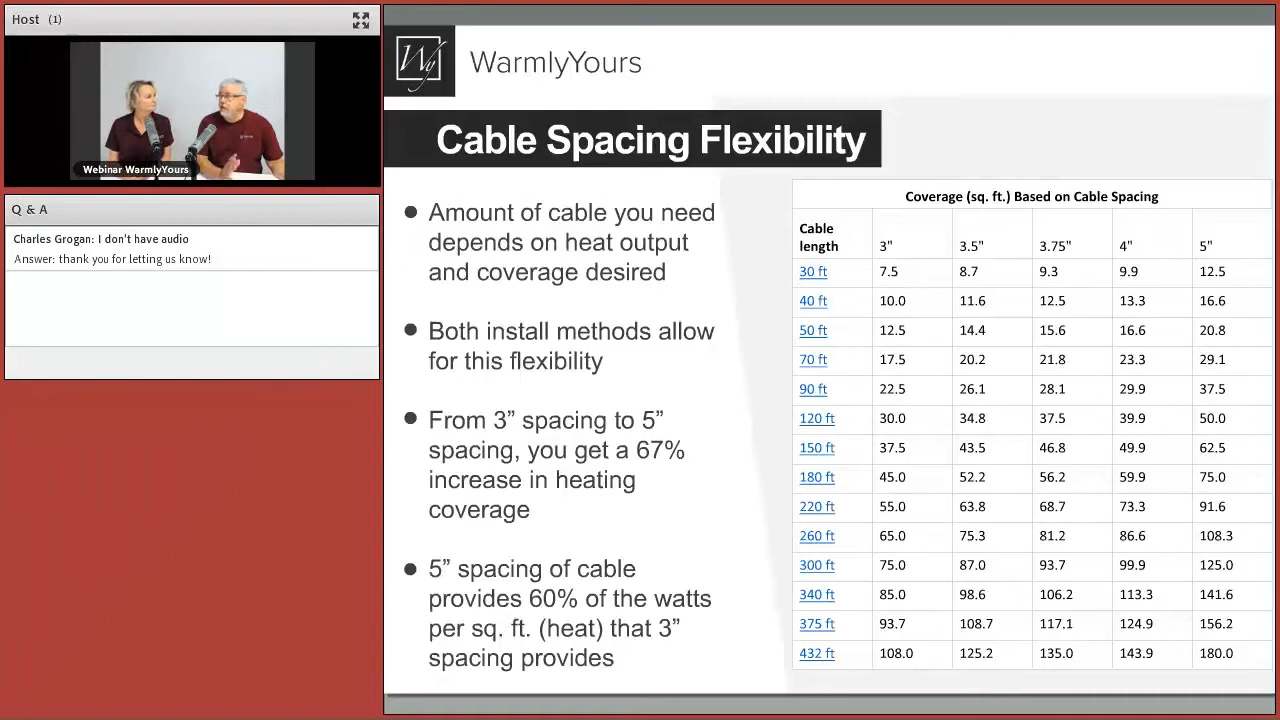 Host (1)
Webinar WarmlyYours
Q & A
Charles Grogan: I don't have audio
Answer: thank you for letting us know!
Wy
WarmlyYours
Cable Spacing Flexibility
● Amount of cable you need
depends on heat output
and coverage desired
● Both install methods allow
for this flexibility
● From 3” spacing to 5”
spacing, you get a 67%
increase in heating
coverage
● 5” spacing of cable
provides 60% of the watts
per sq. ft. (heat) that 3”
spacing provides
Coverage (sq. ft.) Based on Cable Spacing
Cable length 3" 3.5" 3.75" 4" 5"
30 ft 7.5 8.7 9.3 9.9 12.5
40 ft 10.0 11.6 12.5 13.3 16.6
50 ft 12.5 14.4 15.6 16.6 20.8
70 ft 17.5 20.2 21.8 23.3 29.1
90 ft 22.5 26.1 28.1 29.9 37.5
120 ft 30.0 34.8 37.5 39.9 50.0
150 ft 37.5 43.5 46.8 49.9 62.5
180 ft 45.0 52.2 56.2 59.9 75.0
220 ft 55.0 63.8 68.7 73.3 91.6
260 ft 65.0 75.3 81.2 86.6 108.3
300 ft 75.0 87.0 93.7 99.9 125.0
340 ft 85.0 98.6 106.2 113.3 141.6
375 ft 93.7 108.7 117.1 124.9 156.2
432 ft 108.0 125.2 135.0 143.9 180.0